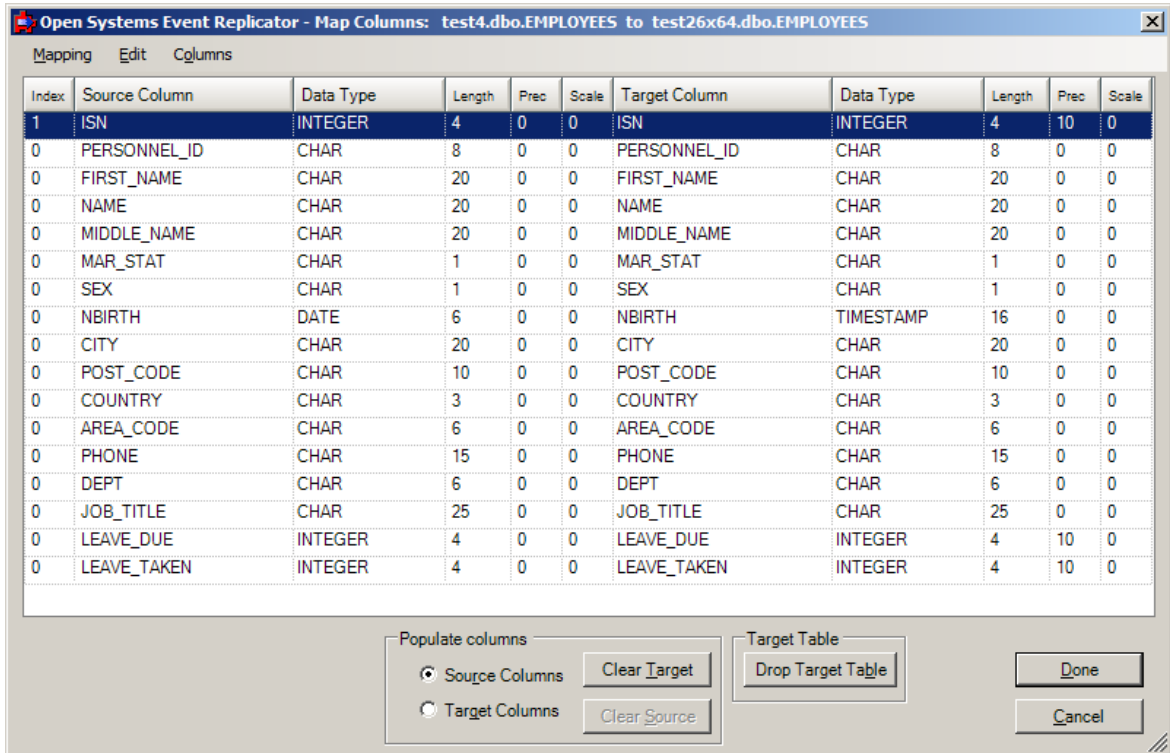 Open Systems Event Replicator - Map Columns: test4.dbo.EMPLOYEES to test26x64.dbo.EMPLOYEES
Mapping Edit Columns
Index Source Column Data Type Length Prec Scale Target Column Data Type Length Prec Scale
1 ISN INTEGER 4 0 0 ISN INTEGER 4 10 0
0 PERSONNEL_ID CHAR 8 0 0 PERSONNEL_ID CHAR 8 0 0
0 FIRST_NAME CHAR 20 0 0 FIRST_NAME CHAR 20 0 0
0 NAME CHAR 20 0 0 NAME CHAR 20 0 0
0 MIDDLE_NAME CHAR 20 0 0 MIDDLE_NAME CHAR 20 0 0
0 MAR_STAT CHAR 1 0 0 MAR_STAT CHAR 1 0 0
0 SEX CHAR 1 0 0 SEX CHAR 1 0 0
0 NBIRTH DATE 6 0 0 NBIRTH TIMESTAMP 16 0 0
0 CITY CHAR 20 0 0 CITY CHAR 20 0 0
0 POST_CODE CHAR 10 0 0 POST_CODE CHAR 10 0 0
0 COUNTRY CHAR 3 0 0 COUNTRY CHAR 3 0 0
0 AREA_CODE CHAR 6 0 0 AREA_CODE CHAR 6 0 0
0 PHONE CHAR 15 0 0 PHONE CHAR 15 0 0
0 DEPT CHAR 6 0 0 DEPT CHAR 6 0 0
0 JOB_TITLE CHAR 25 0 0 JOB_TITLE CHAR 25 0 0
0 LEAVE_DUE INTEGER 4 0 0 LEAVE_DUE INTEGER 4 10 0
0 LEAVE_TAKEN INTEGER 4 0 0 LEAVE_TAKEN INTEGER 4 10 0
Populate columns Target Table
Source Columns Clear Target Drop Target Table Done
Target Columns Clear Source Cancel